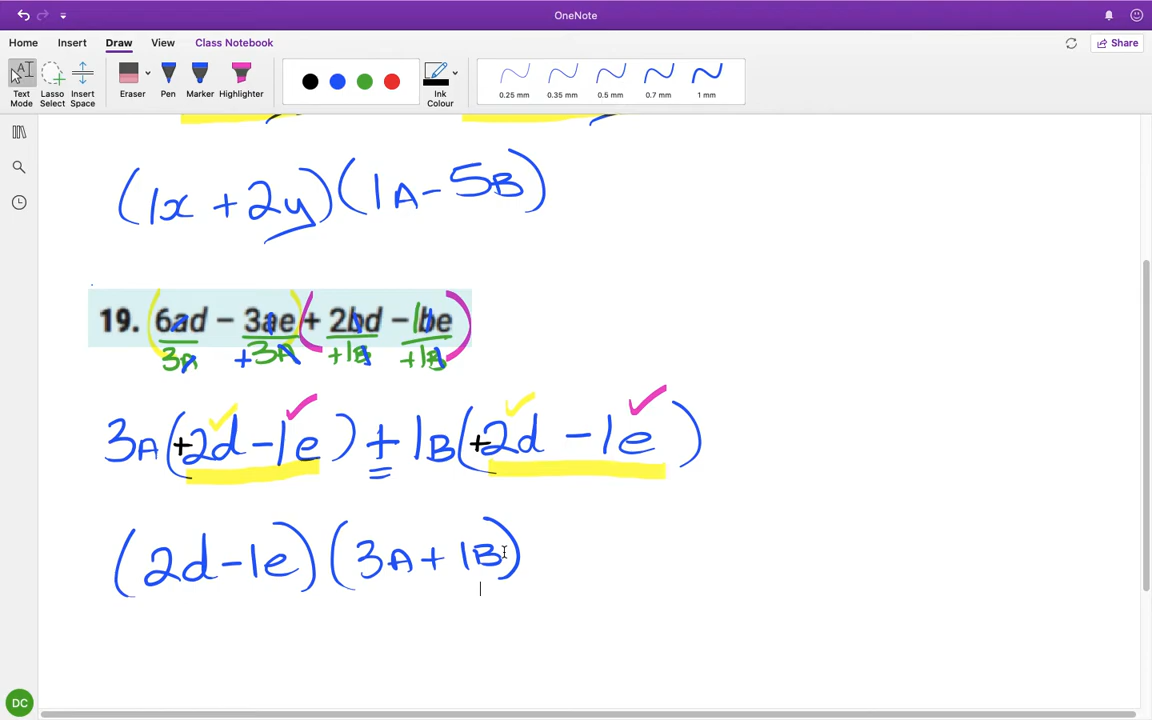 OneNote
Home Insert Draw View Class Notebook Share
Text Mode Lasso Select Insert Space Eraser Pen Marker Highlighter Ink Colour 0.25 mm 0.35 mm 0.5 mm 0.7 mm 1 mm
(1x + 2y)(1A - 5B)
19. (6ad - 3ae)(+ 2bd - 1be)
3A +3A +1B +1B
3A(+2d - 1e) + 1B(+2d - 1e)
(2d - 1e)(3A + 1B)
DC